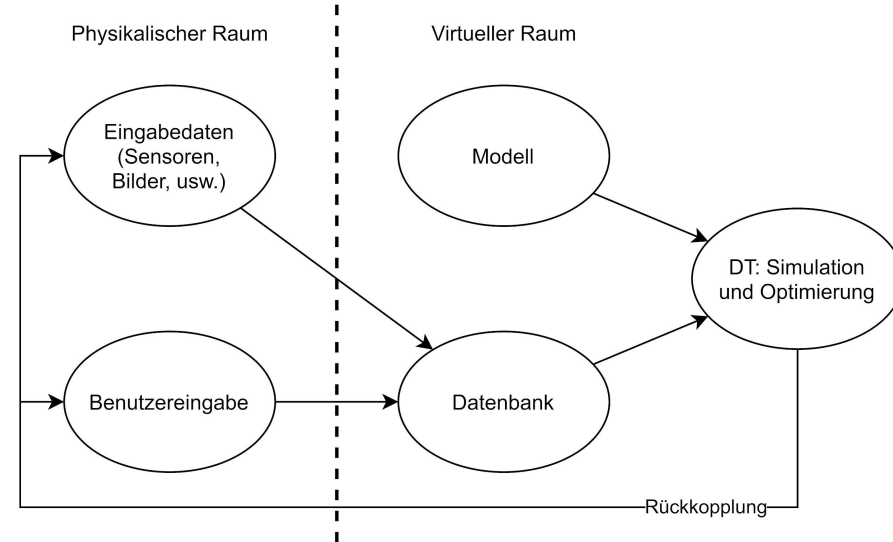 Physikalischer Raum
Virtueller Raum
Eingabedaten
(Sensoren,
Bilder, usw.)
Modell
DT: Simulation
und Optimierung
Benutzereingabe
Datenbank
Rückkopplung